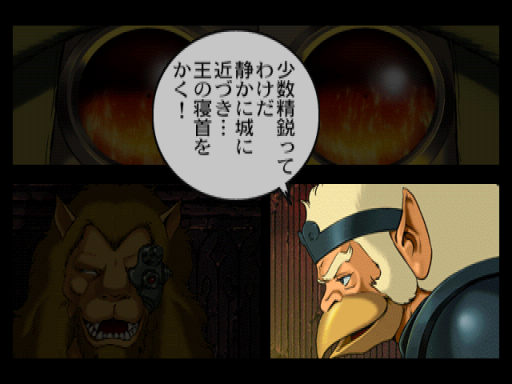 少数精鋭って
わけだ
静かに城に
近づき…
王の寝首を
かく！